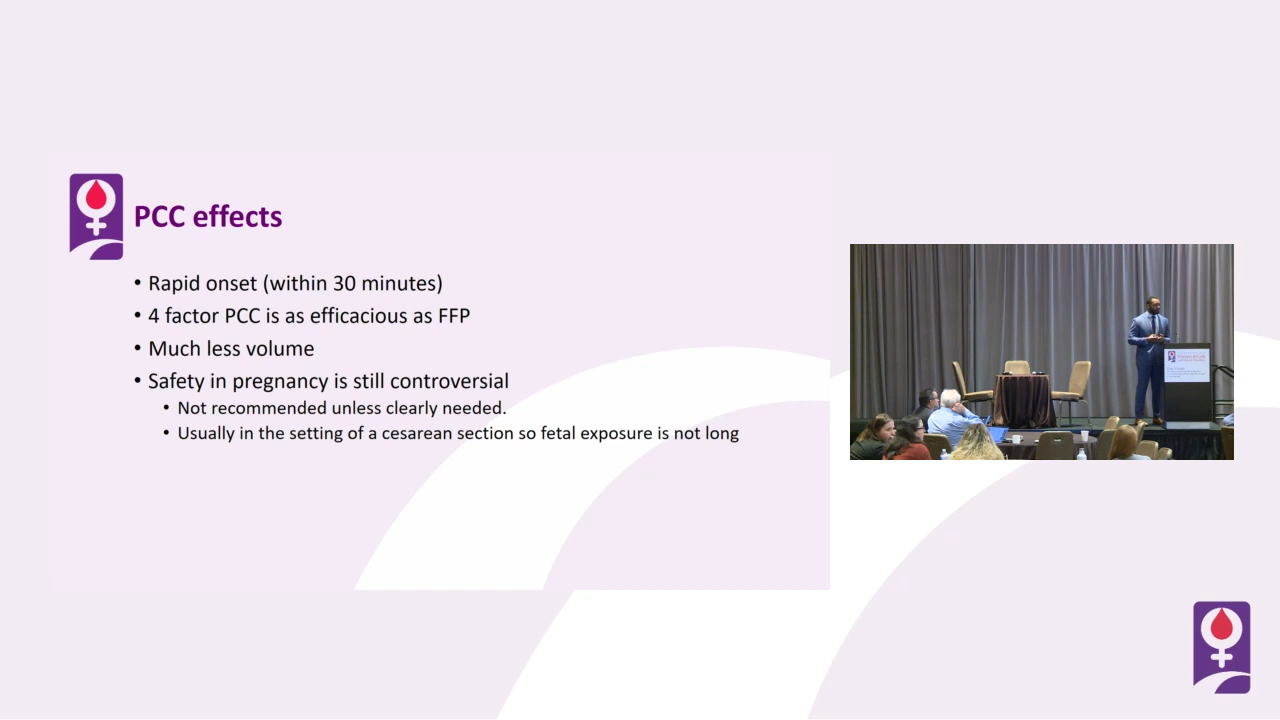 PCC effects
• Rapid onset (within 30 minutes)
• 4 factor PCC is as efficacious as FFP
• Much less volume
• Safety in pregnancy is still controversial
• Not recommended unless clearly needed.
• Usually in the setting of a cesarean section so fetal exposure is not long